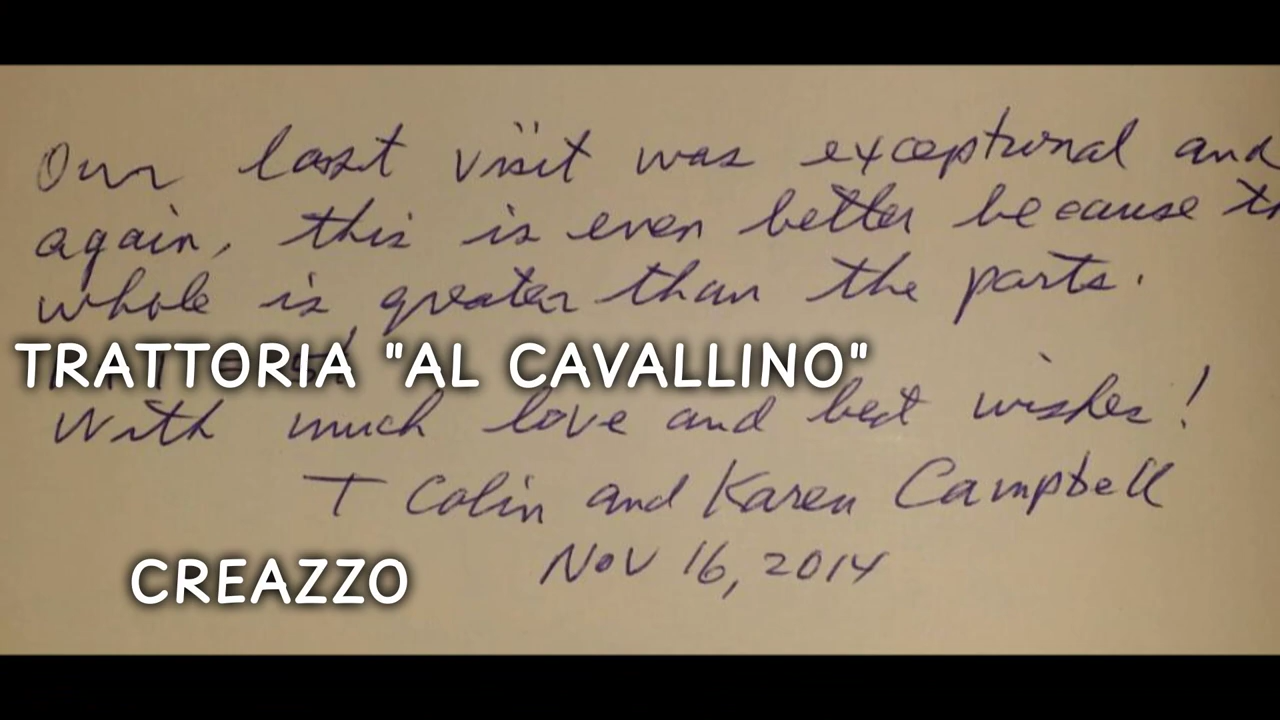 Our last visit was exceptional and
again, this is even better because
whole is greater than the parts.
TRATTORIA "AL CAVALLINO"
With much love and best wishes!
T Colin and Karen Campbell
Nov 16, 2014
CREAZZO